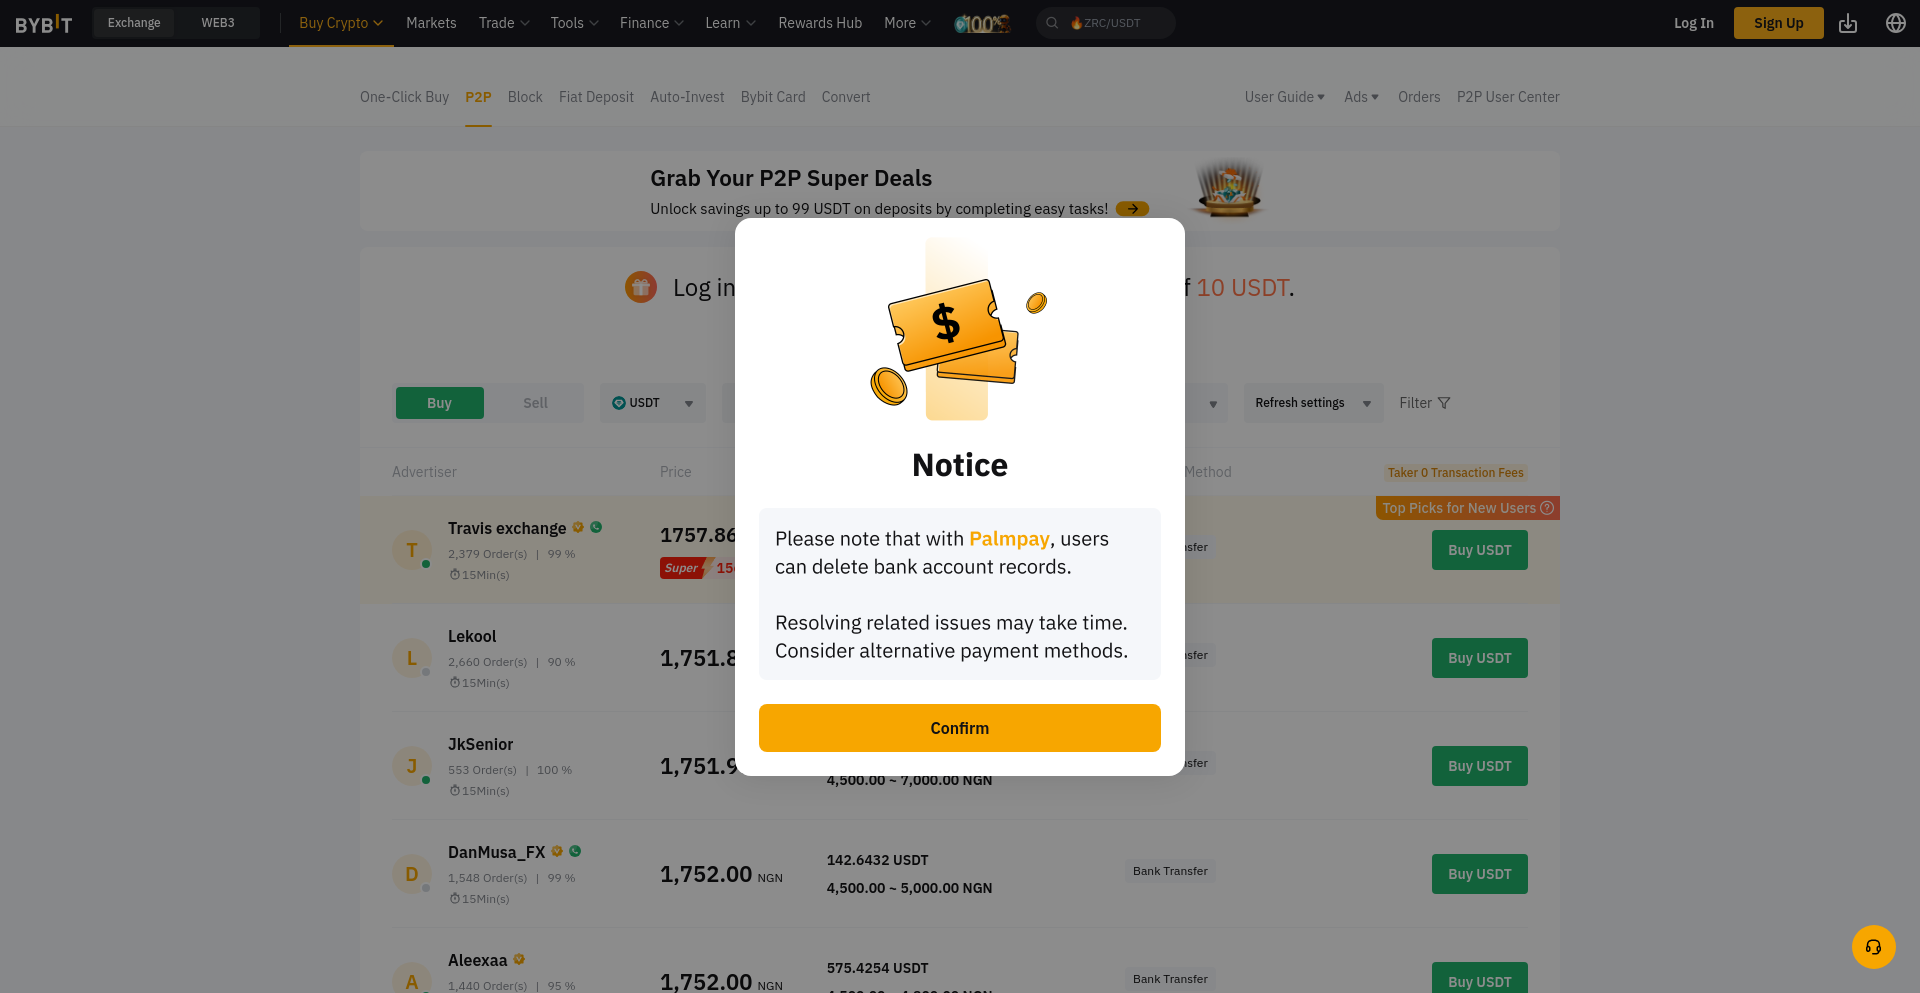 BYBIT
Exchange
WEB3
Buy Crypto
Markets
Trade
Tools
Finance
Learn
Rewards Hub
More
100%
ZRC/USDT
Log In
Sign Up
One-Click Buy
P2P
Block
Fiat Deposit
Auto-Invest
Bybit Card
Convert
User Guide
Ads
Orders
P2P User Center
Grab Your P2P Super Deals
Unlock savings up to 99 USDT on deposits by completing easy tasks!
Log in
10 USDT.
Buy
Sell
USDT
Refresh settings
Filter
Advertiser
Price
Method
Taker 0 Transaction Fees
Top Picks for New Users
T
Travis exchange
2,379 Order(s) | 99 %
15Min(s)
1757.86
Super
Buy USDT
L
Lekool
2,660 Order(s) | 90 %
15Min(s)
1,751.8
Buy USDT
J
JkSenior
553 Order(s) | 100 %
15Min(s)
1,751.9
4,500.00 ~ 7,000.00 NGN
Buy USDT
D
DanMusa_FX
1,548 Order(s) | 99 %
15Min(s)
1,752.00 NGN
142.6432 USDT
4,500.00 ~ 5,000.00 NGN
Bank Transfer
Buy USDT
A
Aleexaa
1,440 Order(s) | 95 %
1,752.00 NGN
575.4254 USDT
Bank Transfer
Buy USDT
$
Notice
Please note that with Palmpay, users
can delete bank account records.
Resolving related issues may take time.
Consider alternative payment methods.
Confirm